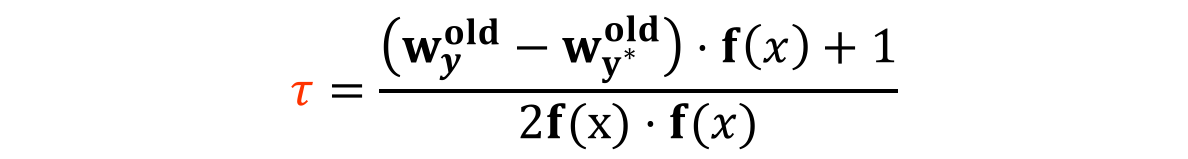 τ = ((𝐰_y^old − 𝐰_y*^old) · 𝐟(x) + 1) / (2𝐟(x) · 𝐟(x))